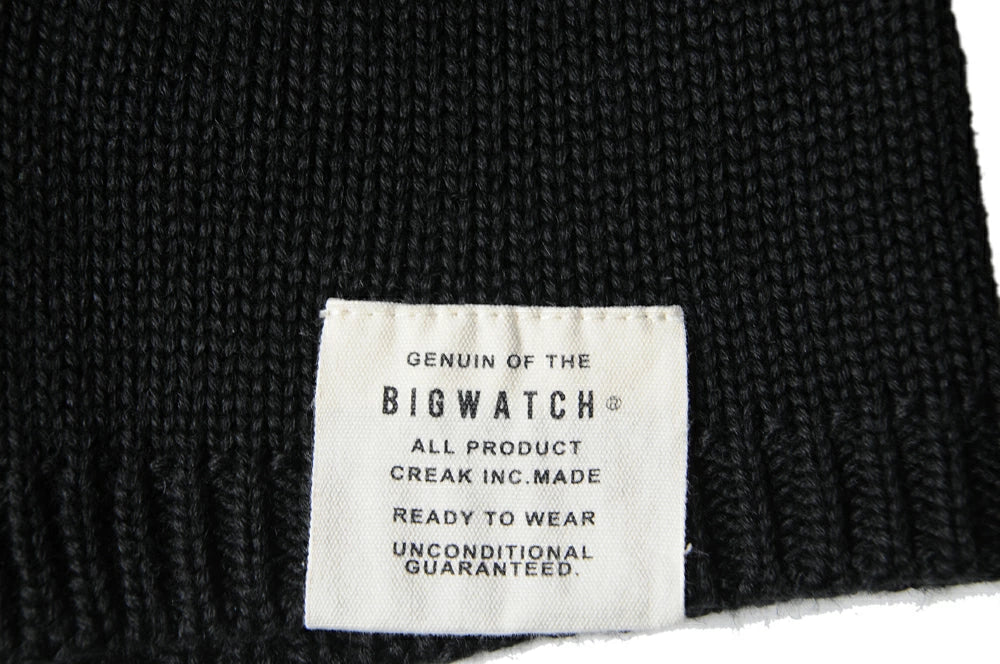 GENUIN OF THE
BIGWATCH®
ALL PRODUCT
CREAK INC.MADE
READY TO WEAR
UNCONDITIONAL
GUARANTEED.